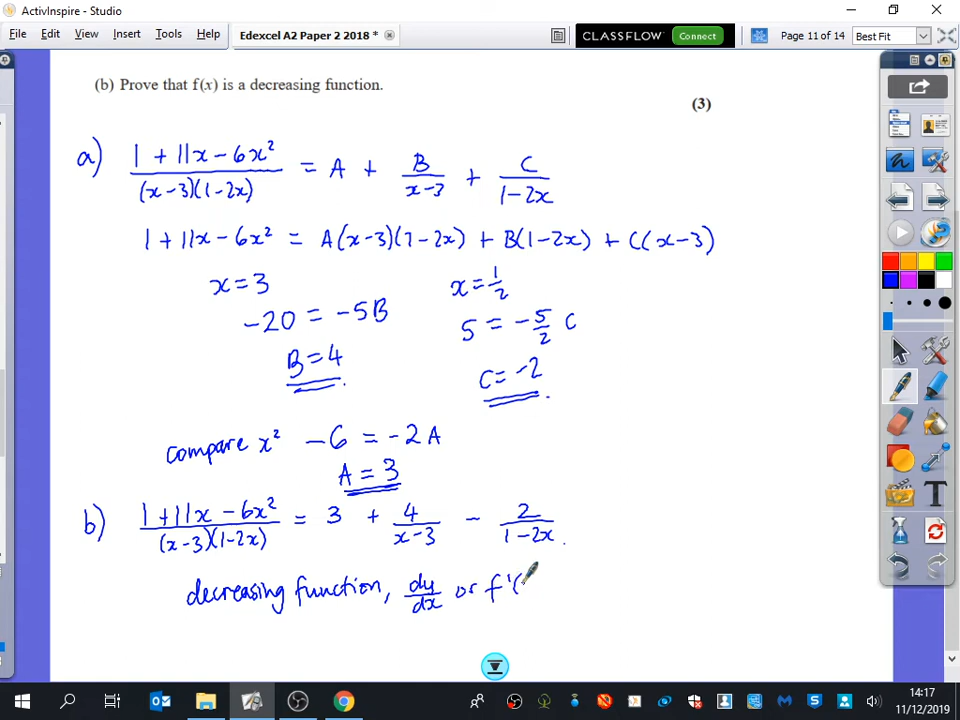 ActivInspire - Studio
File Edit View Insert Tools Help
Edexcel A2 Paper 2 2018 *
CLASSFLOW Connect
Page 11 of 14
Best Fit
(b) Prove that f(x) is a decreasing function.
(3)
a) (1 + 11x - 6x²)/((x-3)(1-2x)) = A + B/(x-3) + C/(1-2x)
1 + 11x - 6x² = A(x-3)(1-2x) + B(1-2x) + C(x-3)
x = 3
-20 = -5B
B = 4
x = 1/2
5 = -5/2 C
C = -2
compare x² -6 = -2A
A = 3
b) (1 + 11x - 6x²)/((x-3)(1-2x)) = 3 + 4/(x-3) - 2/(1-2x).
decreasing function, dy/dx or f'(
14:17
11/12/2019